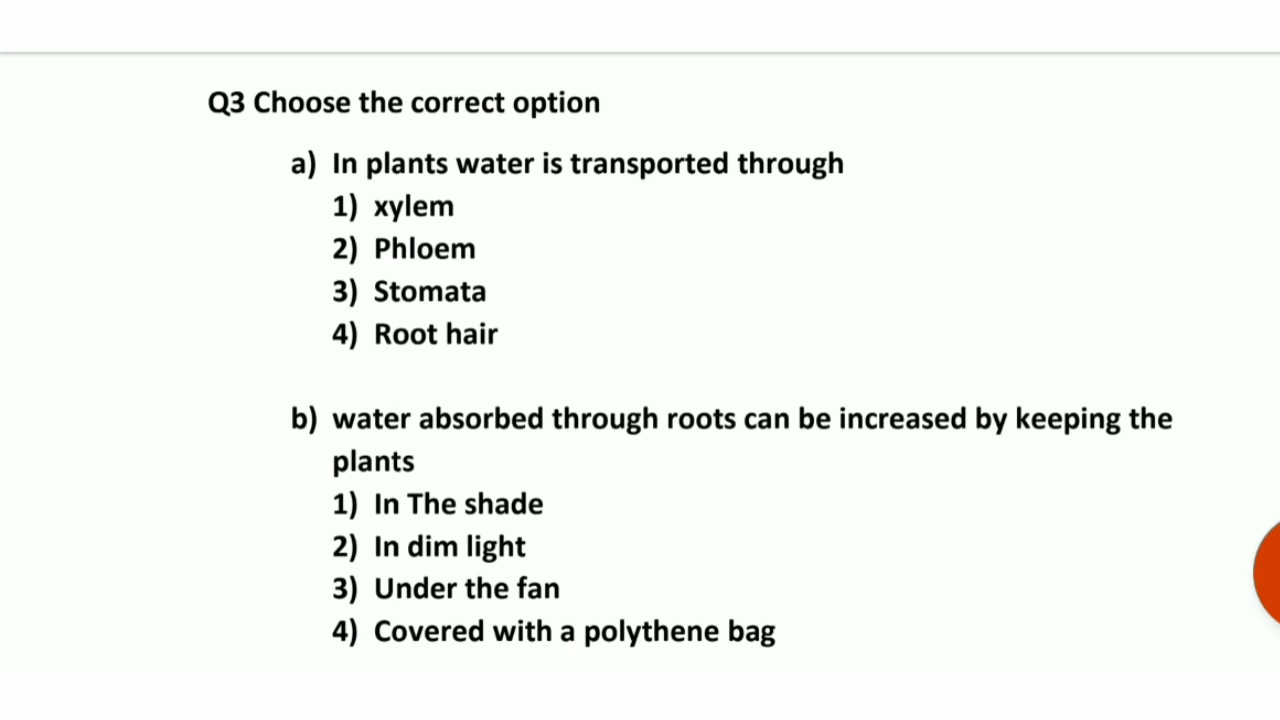 Q3 Choose the correct option
a) In plants water is transported through
1) xylem
2) Phloem
3) Stomata
4) Root hair
b) water absorbed through roots can be increased by keeping the
plants
1) In The shade
2) In dim light
3) Under the fan
4) Covered with a polythene bag